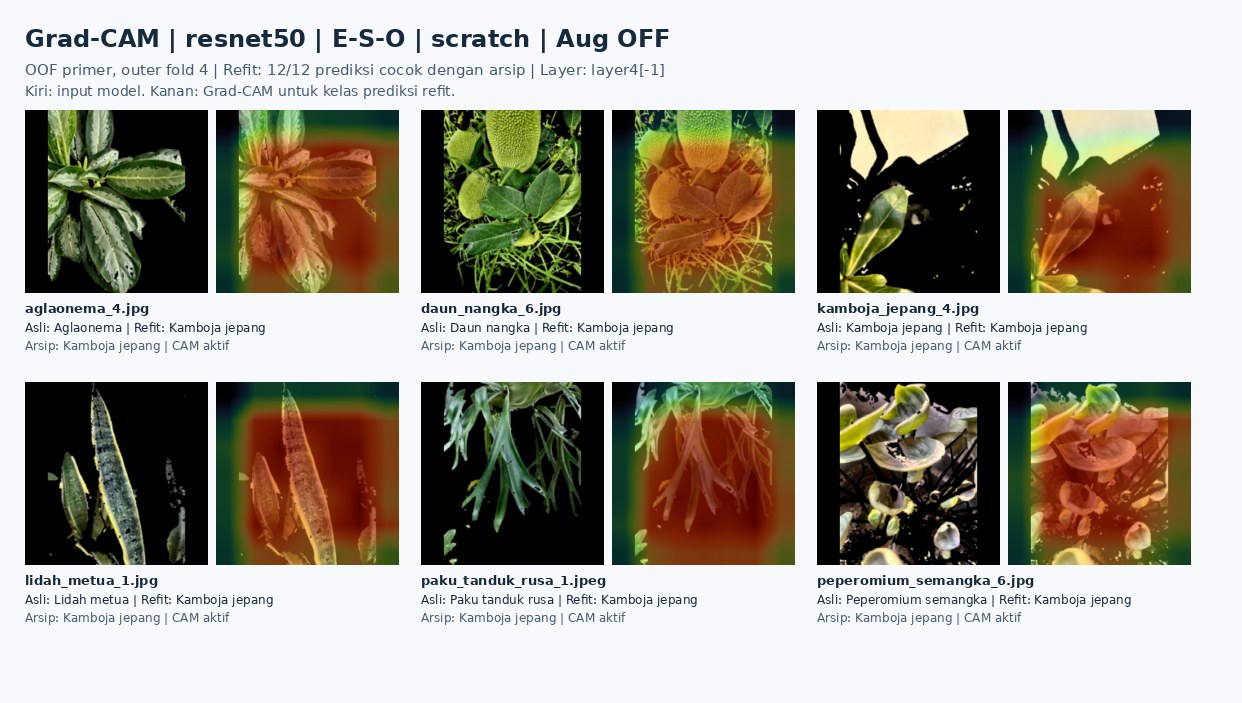 Grad-CAM | resnet50 | E-S-O | scratch | Aug OFF
OOF primer, outer fold 4 | Refit: 12/12 prediksi cocok dengan arsip | Layer: layer4[-1]
Kiri: input model. Kanan: Grad-CAM untuk kelas prediksi refit.
aglaonema_4.jpg
Asli: Aglaonema | Refit: Kamboja jepang
Arsip: Kamboja jepang | CAM aktif
daun_nangka_6.jpg
Asli: Daun nangka | Refit: Kamboja jepang
Arsip: Kamboja jepang | CAM aktif
kamboja_jepang_4.jpg
Asli: Kamboja jepang | Refit: Kamboja jepang
Arsip: Kamboja jepang | CAM aktif
lidah_metua_1.jpg
Asli: Lidah metua | Refit: Kamboja jepang
Arsip: Kamboja jepang | CAM aktif
paku_tanduk_rusa_1.jpeg
Asli: Paku tanduk rusa | Refit: Kamboja jepang
Arsip: Kamboja jepang | CAM aktif
peperomium_semangka_6.jpg
Asli: Peperomium semangka | Refit: Kamboja jepang
Arsip: Kamboja jepang | CAM aktif